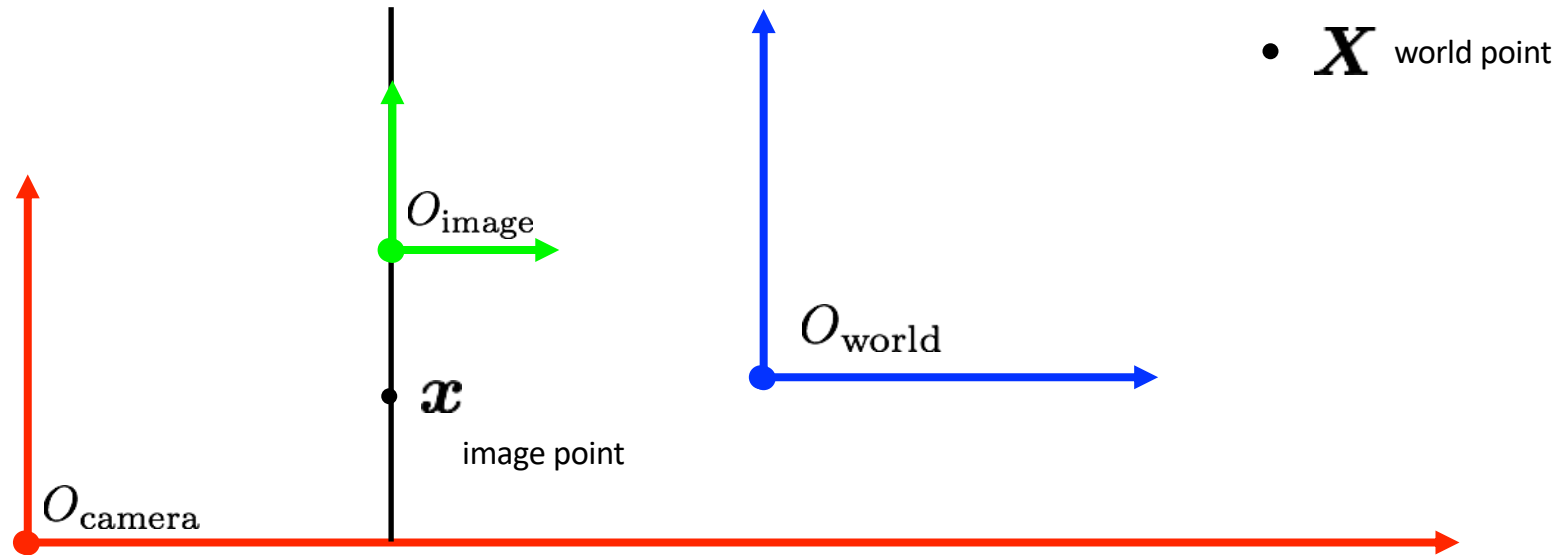 X world point
O_image
O_world
x
image point
O_camera